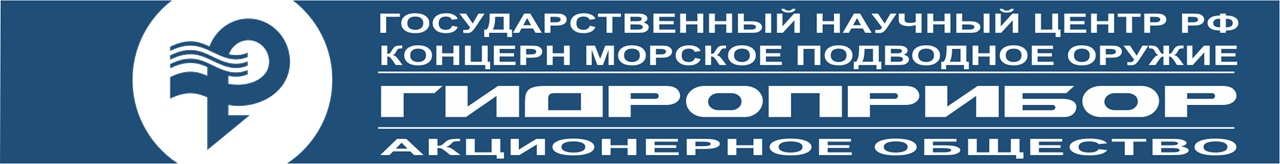 ГОСУДАРСТВЕННЫЙ НАУЧНЫЙ ЦЕНТР РФ
КОНЦЕРН МОРСКОЕ ПОДВОДНОЕ ОРУЖИЕ
ГИДРОПРИБОР
АКЦИОНЕРНОЕ ОБЩЕСТВО